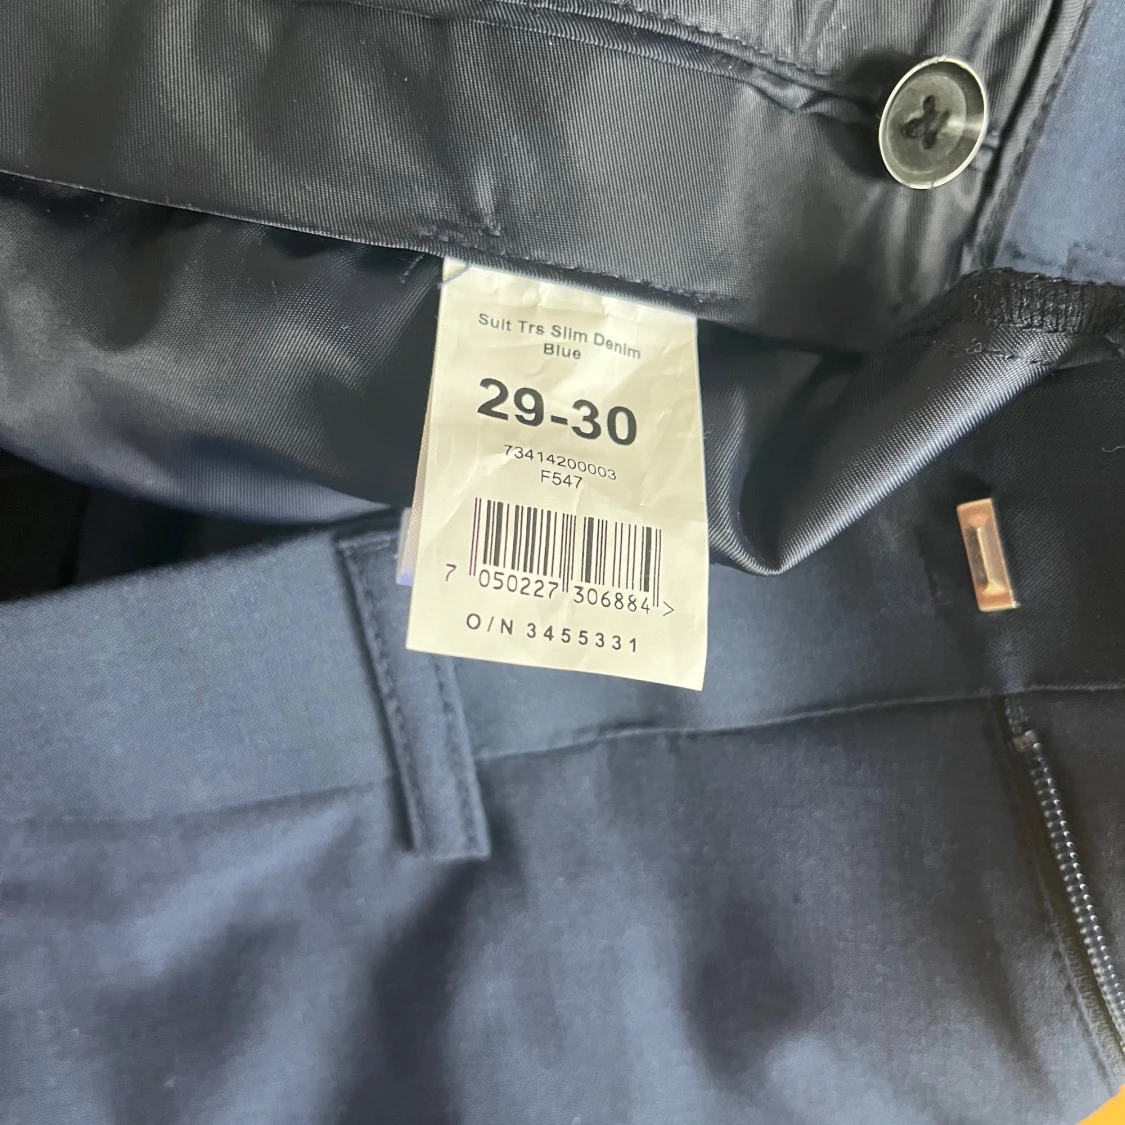 Suit Trs Slim Denim
Blue
29-30
73414200003
F547
7 050227 306884 >
O/N 3455331